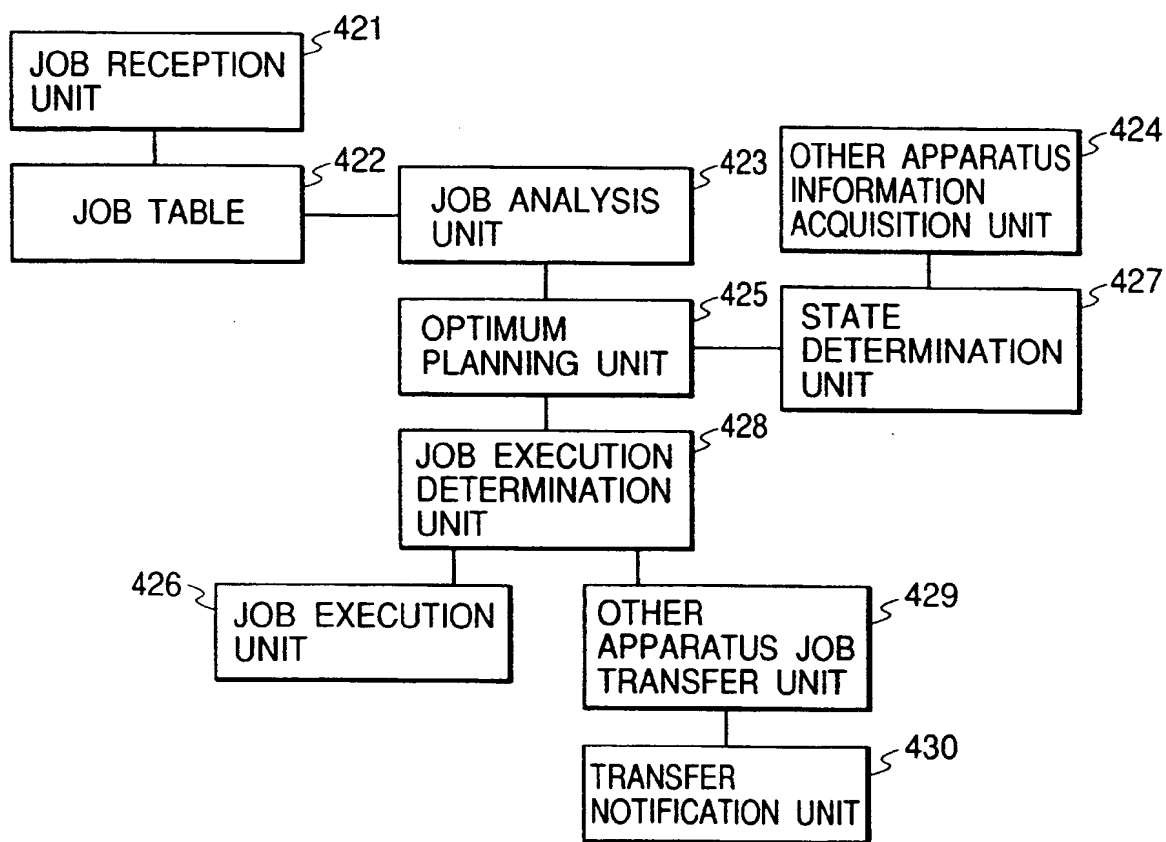 421
JOB RECEPTION
UNIT
422
JOB TABLE
423
JOB ANALYSIS
UNIT
424
OTHER APPARATUS
INFORMATION
ACQUISITION UNIT
425
OPTIMUM
PLANNING UNIT
427
STATE
DETERMINATION
UNIT
428
JOB EXECUTION
DETERMINATION
UNIT
426
JOB EXECUTION
UNIT
429
OTHER
APPARATUS JOB
TRANSFER UNIT
430
TRANSFER
NOTIFICATION UNIT